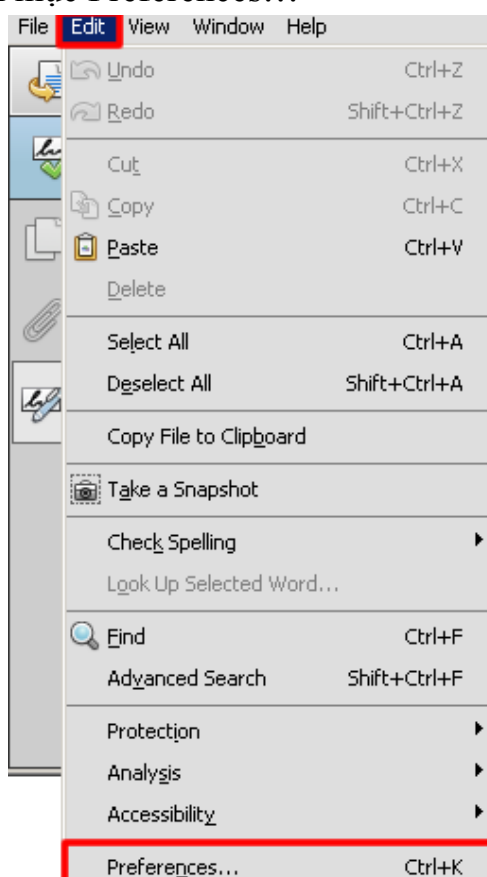 mục Preferences...
File Edit View Window Help
Undo Ctrl+Z
Redo Shift+Ctrl+Z
Cut Ctrl+X
Copy Ctrl+C
Paste Ctrl+V
Delete
Select All Ctrl+A
Deselect All Shift+Ctrl+A
Copy File to Clipboard
Take a Snapshot
Check Spelling
Look Up Selected Word...
Find Ctrl+F
Advanced Search Shift+Ctrl+F
Protection
Analysis
Accessibility
Preferences... Ctrl+K